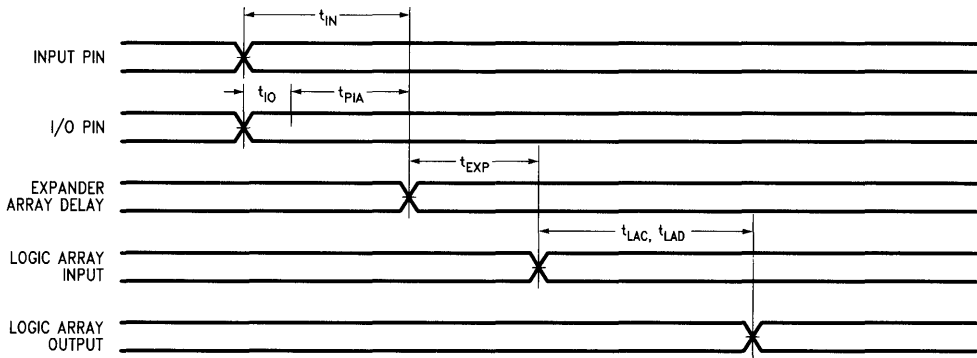 t_IN
INPUT PIN
t_IO t_PIA
I/O PIN
t_EXP
EXPANDER
ARRAY DELAY
t_LAC, t_LAD
LOGIC ARRAY
INPUT
LOGIC ARRAY
OUTPUT